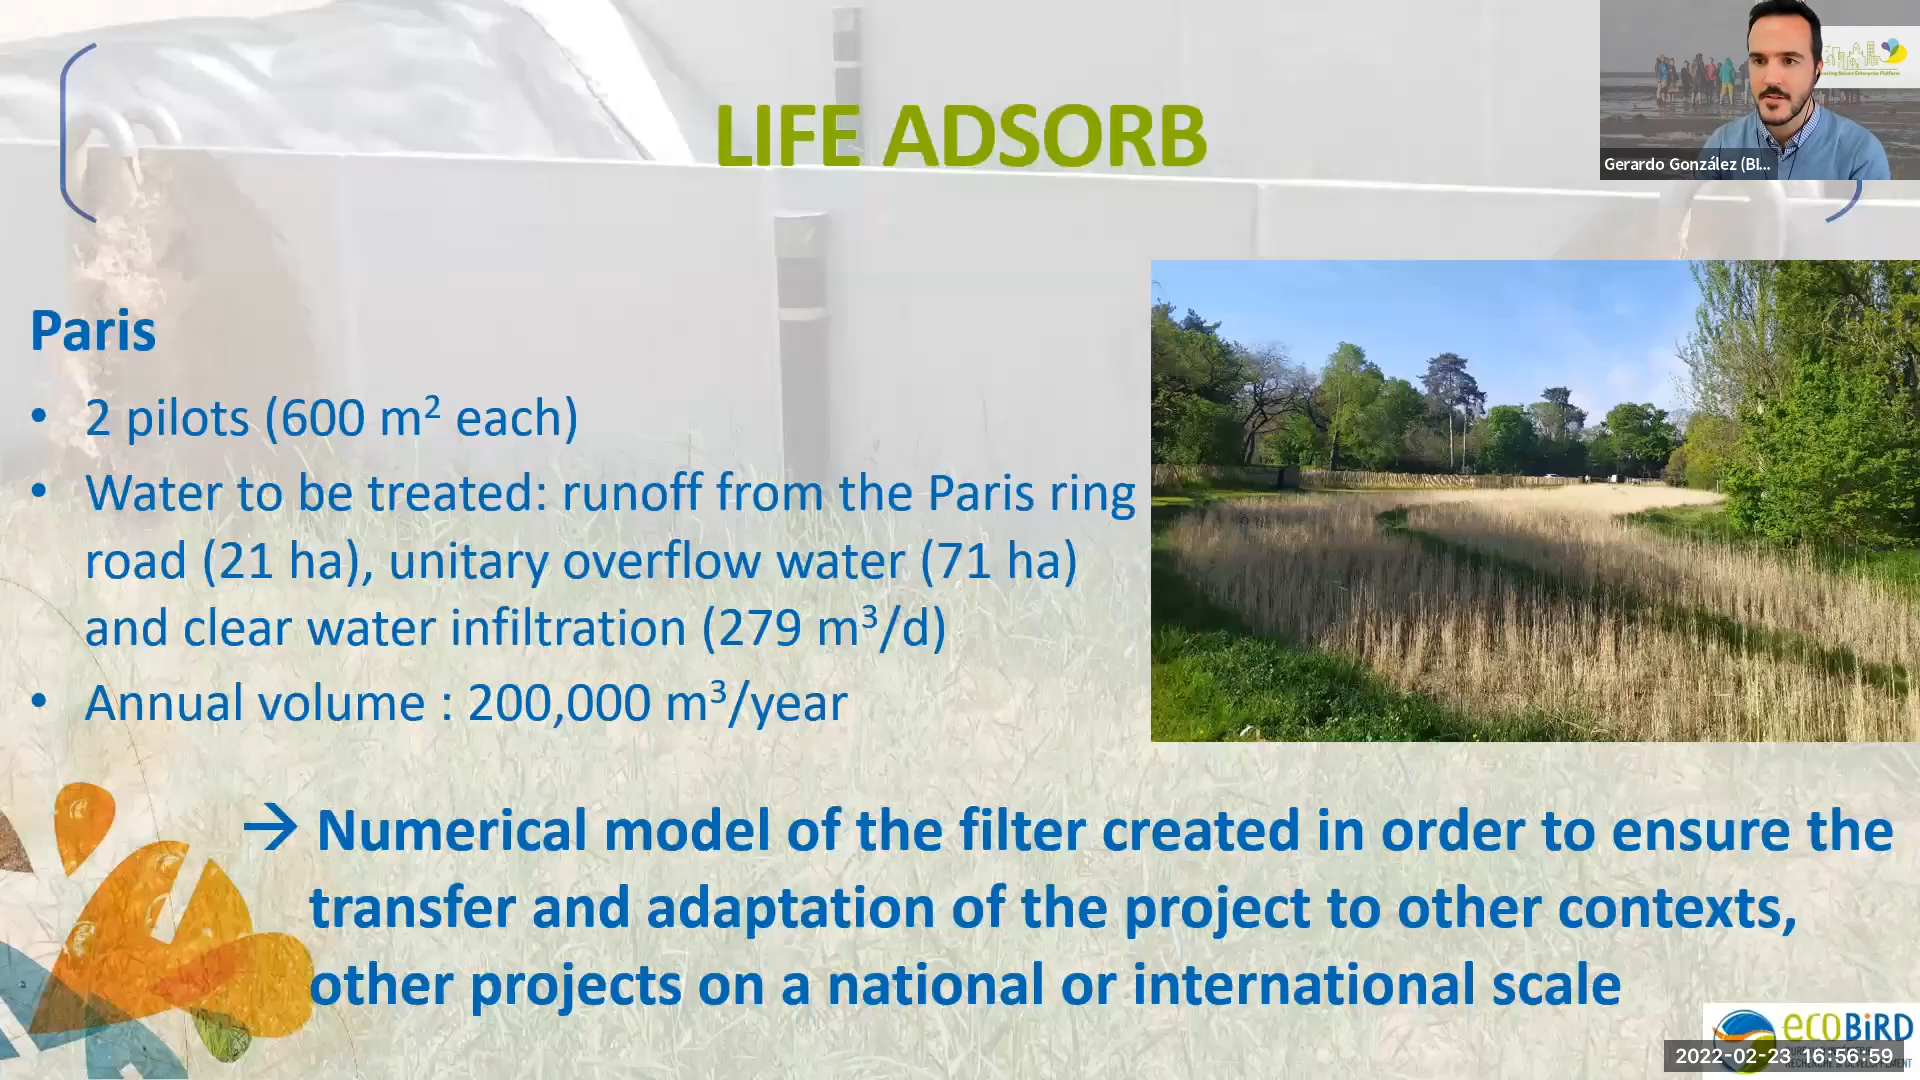 LIFE ADSORB
Gerardo González (BI...
Paris
• 2 pilots (600 m² each)
• Water to be treated: runoff from the Paris ring
road (21 ha), unitary overflow water (71 ha)
and clear water infiltration (279 m³/d)
• Annual volume : 200,000 m³/year
→ Numerical model of the filter created in order to ensure the
transfer and adaptation of the project to other contexts,
other projects on a national or international scale
ecoBiRD
2022-02-23 16:56:59